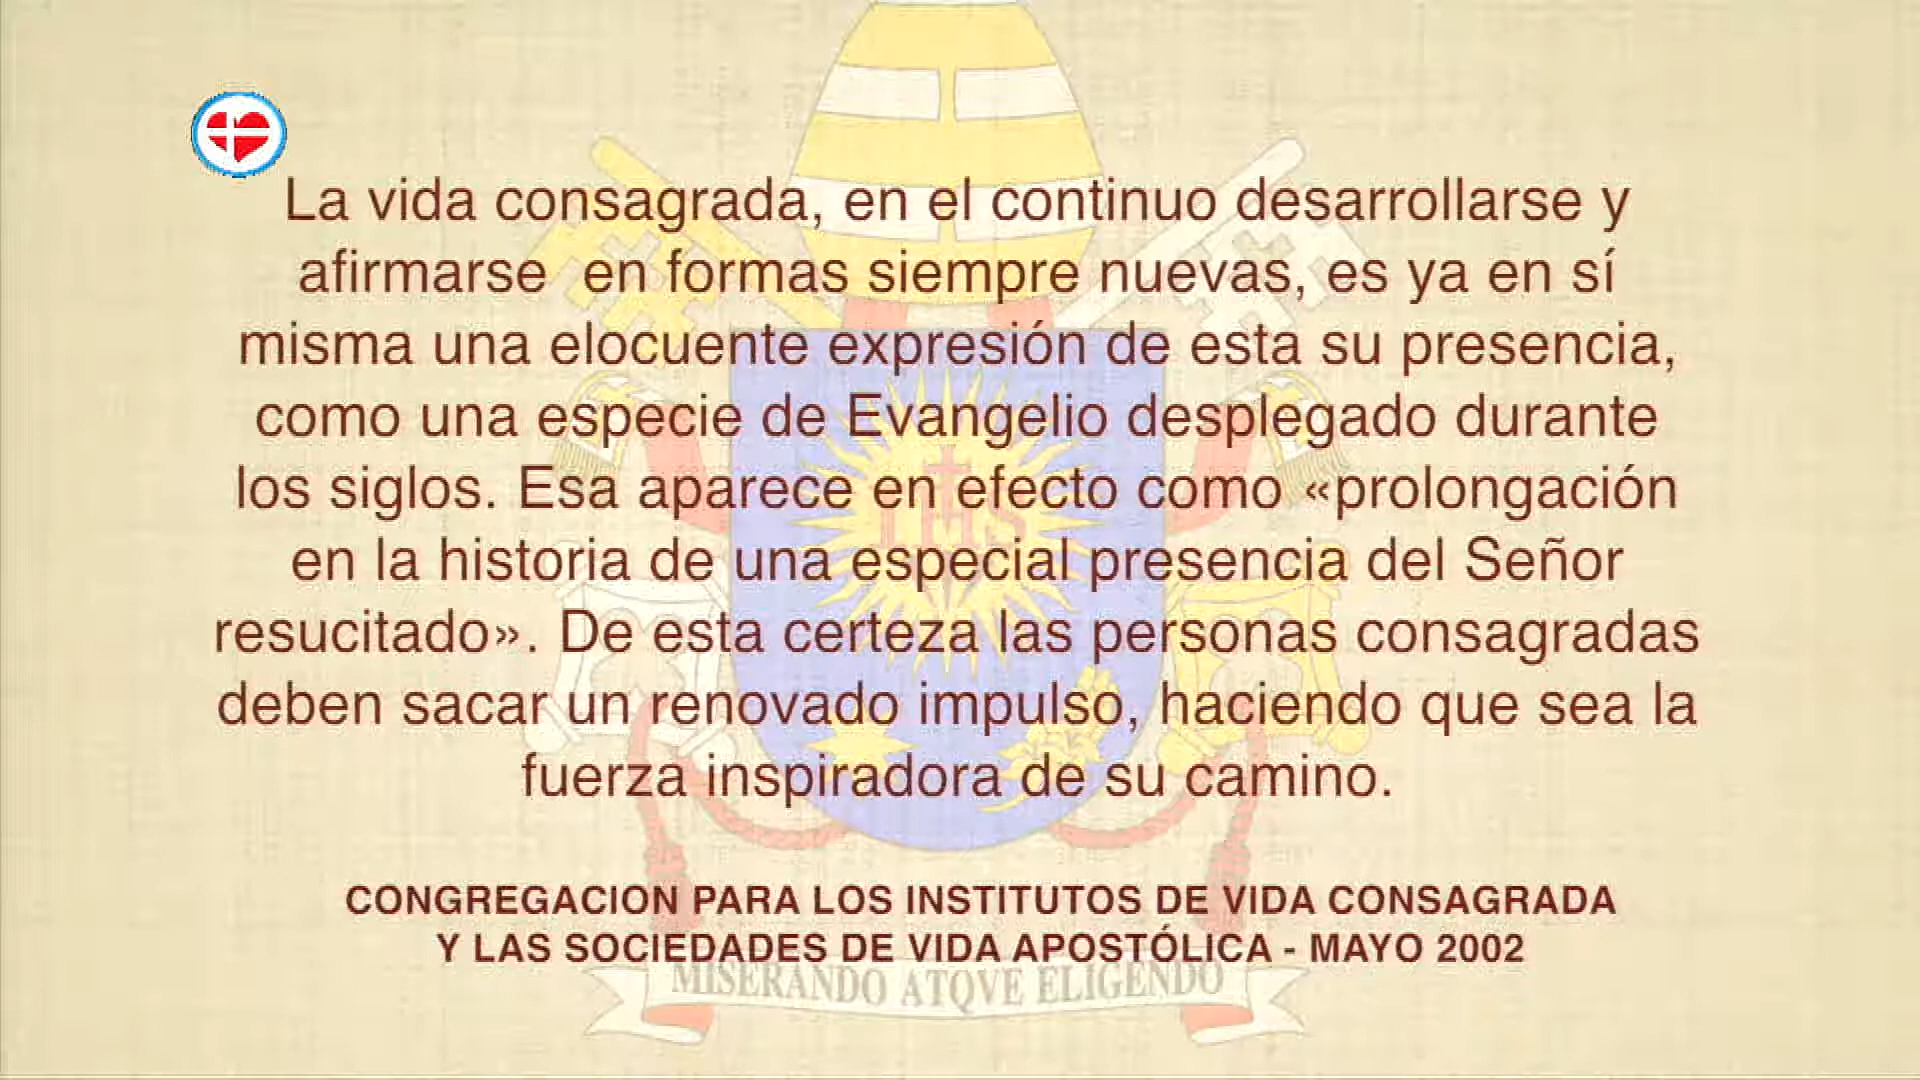 La vida consagrada, en el continuo desarrollarse y
afirmarse  en formas siempre nuevas, es ya en sí
misma una elocuente expresión de esta su presencia,
como una especie de Evangelio desplegado durante
los siglos. Esa aparece en efecto como «prolongación
en la historia de una especial presencia del Señor
resucitado». De esta certeza las personas consagradas
deben sacar un renovado impulso, haciendo que sea la
fuerza inspiradora de su camino.
IHS
CONGREGACION PARA LOS INSTITUTOS DE VIDA CONSAGRADA
Y LAS SOCIEDADES DE VIDA APOSTÓLICA - MAYO 2002
MISERANDO ATQVE ELIGENDO